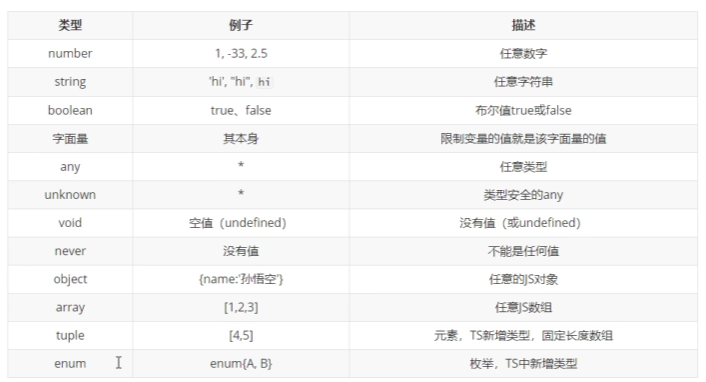 类型 例子 描述
number 1, -33, 2.5 任意数字
string 'hi', "hi", hi 任意字符串
boolean true、false 布尔值true或false
字面量 其本身 限制变量的值就是该字面量的值
any * 任意类型
unknown * 类型安全的any
void 空值（undefined） 没有值（或undefined）
never 没有值 不能是任何值
object {name:'孙悟空'} 任意的JS对象
array [1,2,3] 任意JS数组
tuple [4,5] 元素，TS新增类型，固定长度数组
enum enum{A, B} 枚举，TS中新增类型